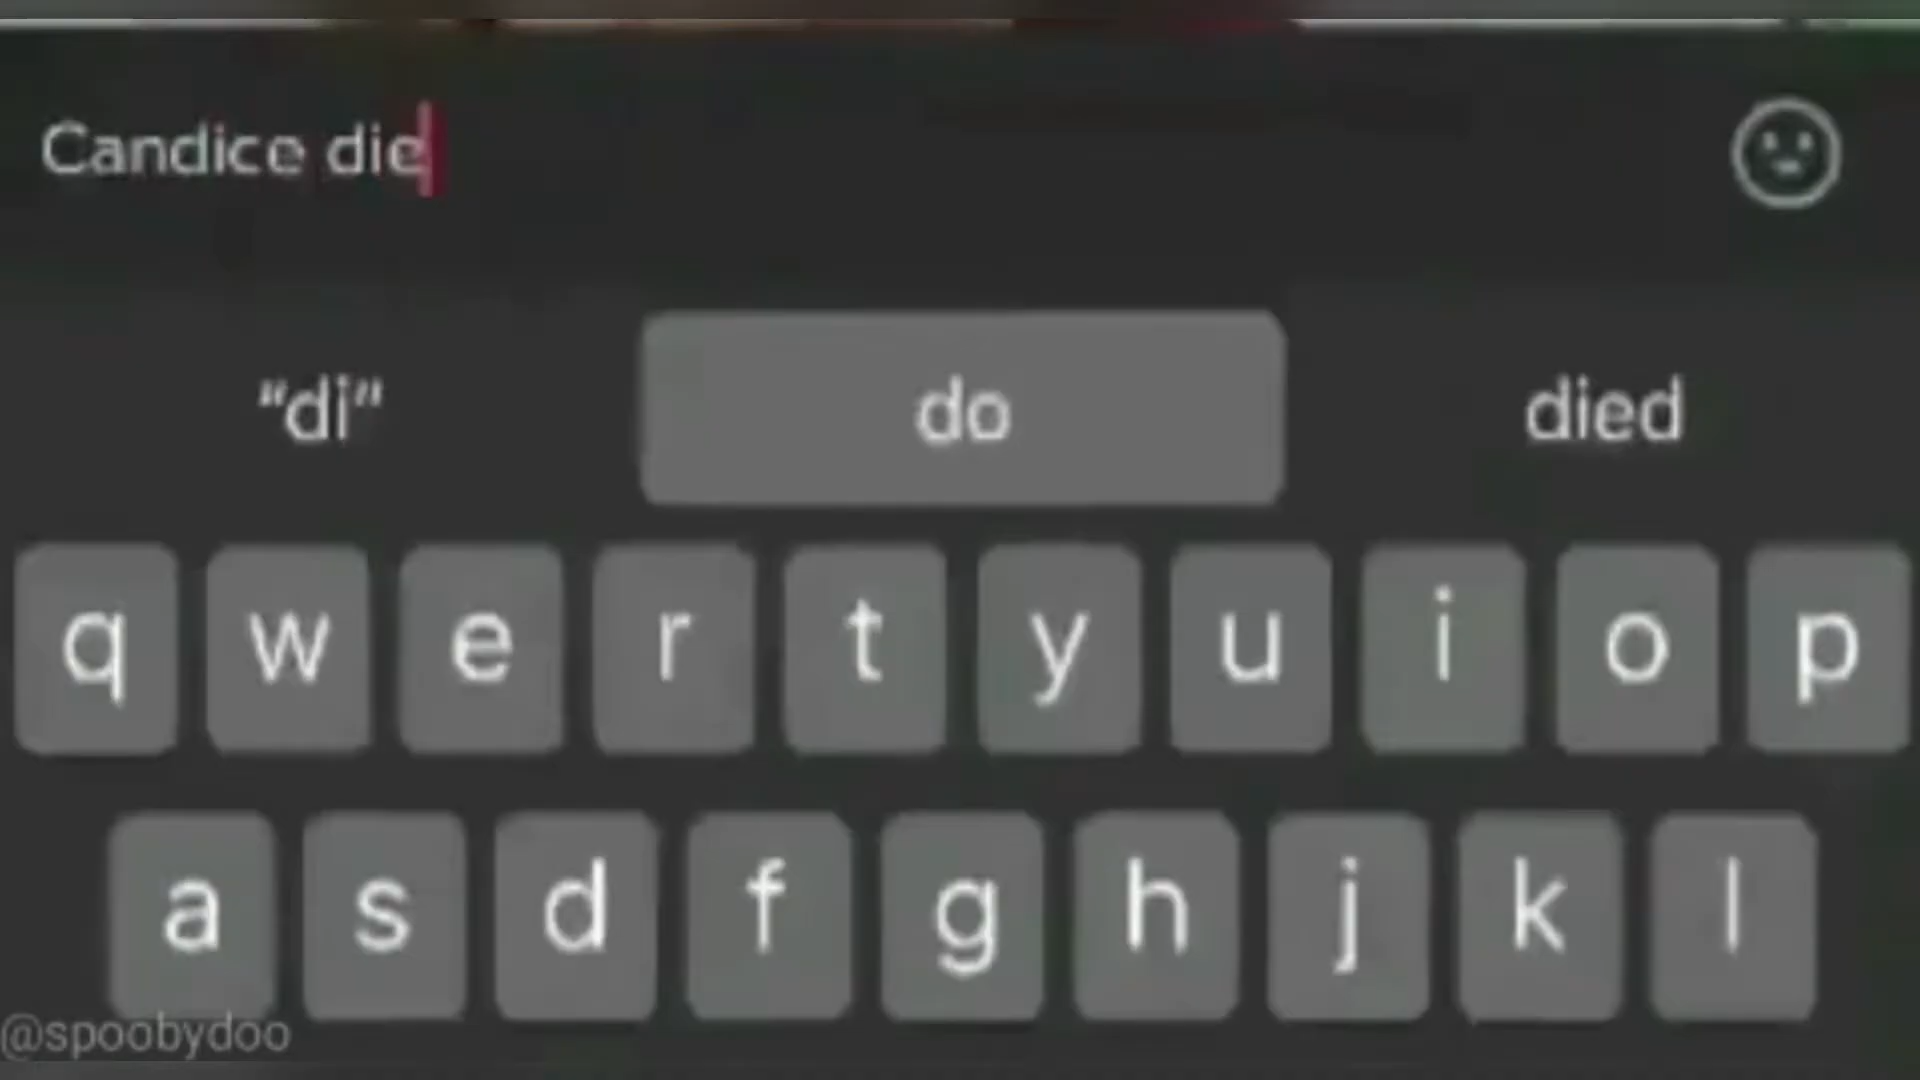 Candice die
"di" do died
q w e r t y u i o p
a s d f g h j k l
@spoobydoo